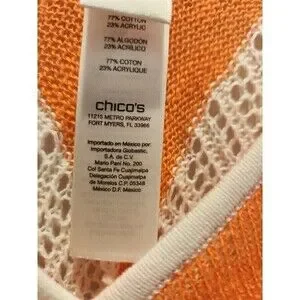 77% COTTON
23% ACRYLIC
77% ALGODÓN
23% ACRÍLICO
77% COTON
23% ACRYLIQUE
chico's
11215 METRO PARKWAY
FORT MYERS, FL 33966
Importado en México por:
Importadora Globastic,
S.A. de C.V.
Mario Pani No. 200
Col Santa Fe Cuajimalpa
Delegación Cuajimalpa
de Morelos C.P. 05348
México D.F. México